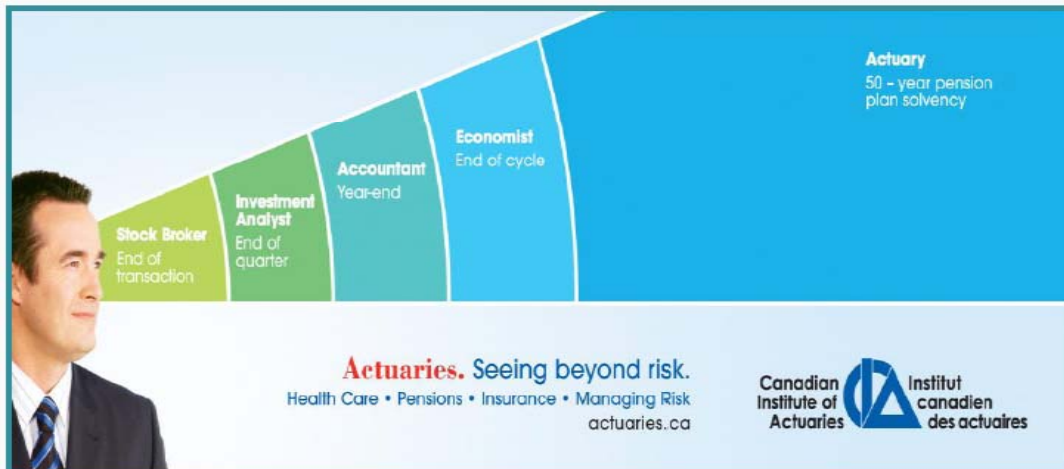 Actuary
50 – year pension
plan solvency
Economist
End of cycle
Accountant
Year-end
Investment
Analyst
End of
quarter
Stock Broker
End of
transaction
Actuaries. Seeing beyond risk.
Health Care • Pensions • Insurance • Managing Risk
actuaries.ca
Canadian
Institute of
Actuaries
Institut
canadien
des actuaires